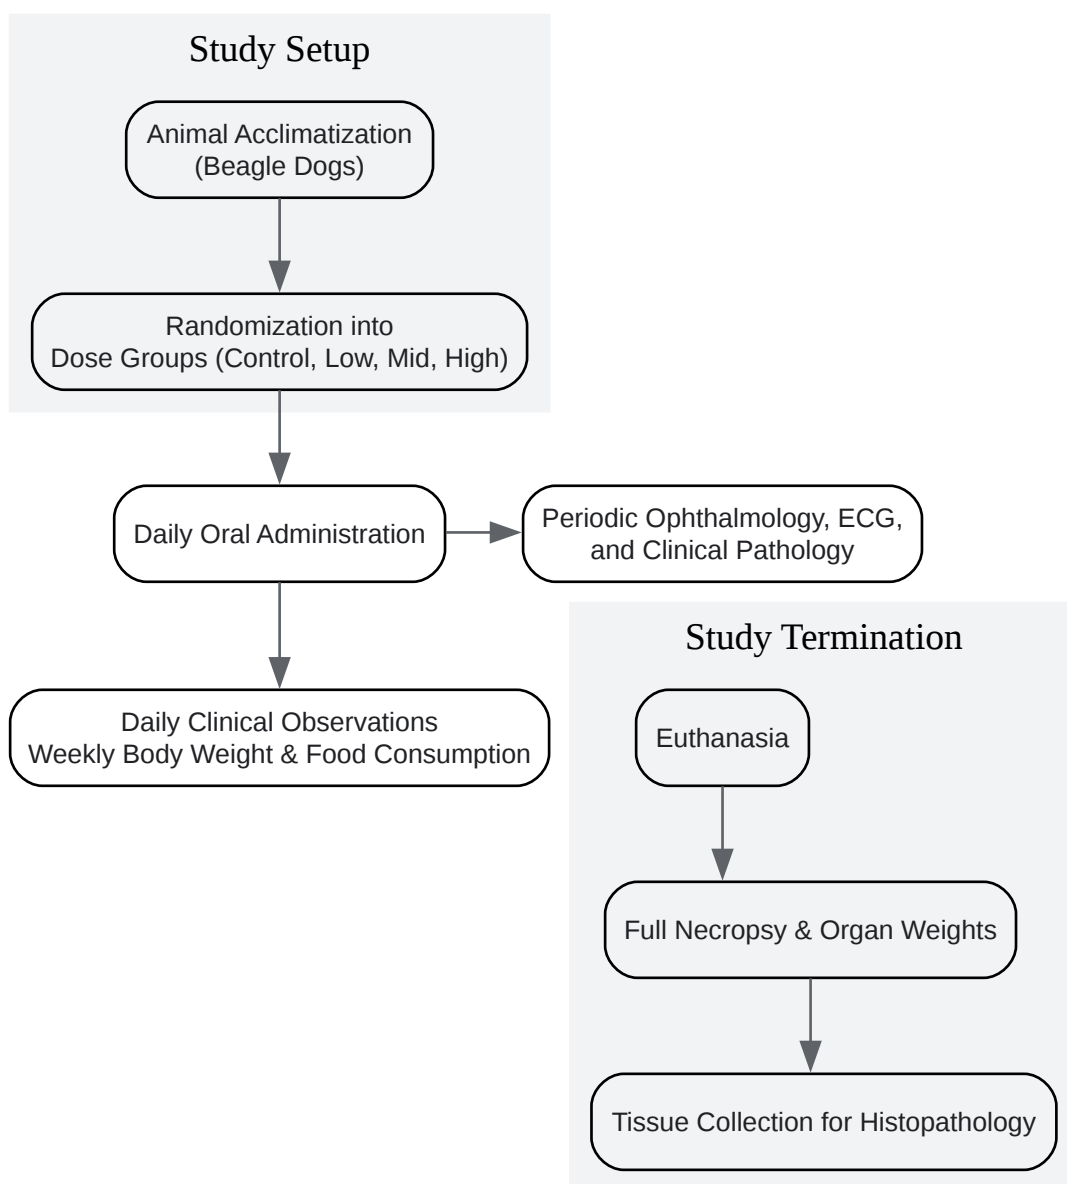 Study Setup
Animal Acclimatization
(Beagle Dogs)
Randomization into
Dose Groups (Control, Low, Mid, High)
Daily Oral Administration
Periodic Ophthalmology, ECG,
and Clinical Pathology
Daily Clinical Observations
Weekly Body Weight & Food Consumption
Study Termination
Euthanasia
Full Necropsy & Organ Weights
Tissue Collection for Histopathology